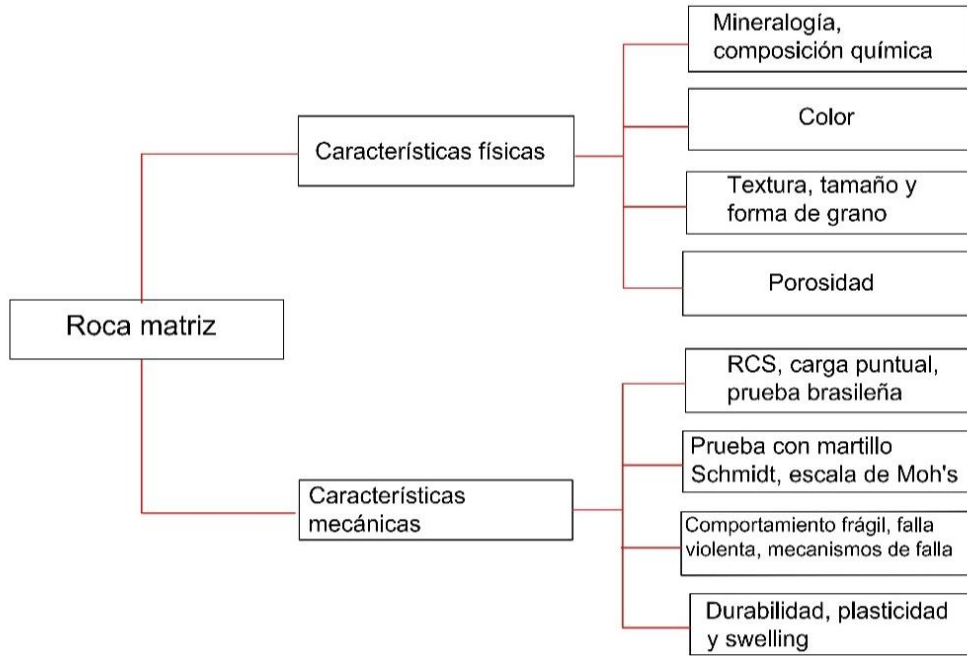 Roca matriz
Características físicas
Mineralogía,
composición química
Color
Textura, tamaño y
forma de grano
Porosidad
Características
mecánicas
RCS, carga puntual,
prueba brasileña
Prueba con martillo
Schmidt, escala de Moh's
Comportamiento frágil, falla
violenta, mecanismos de falla
Durabilidad, plasticidad
y swelling